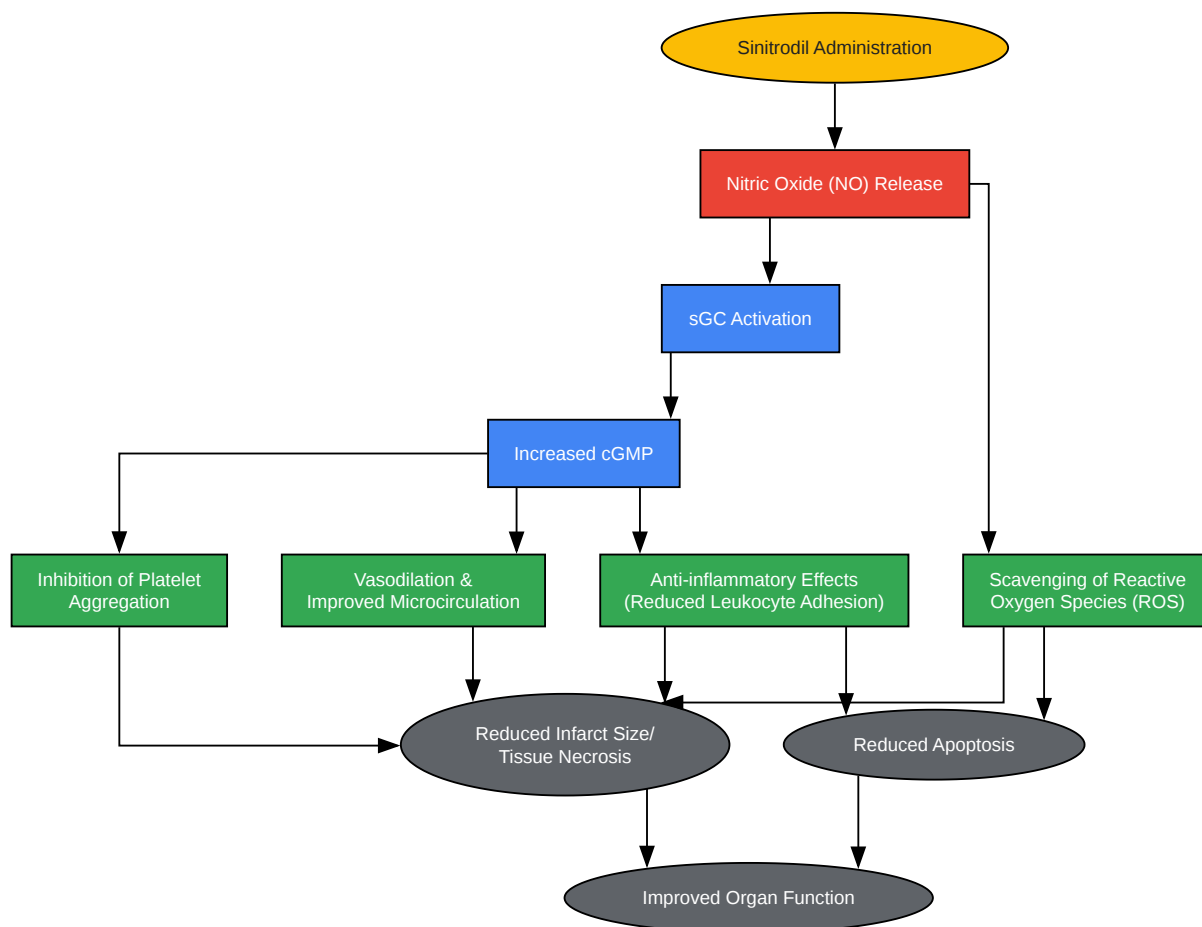 Sinitrodil Administration
Nitric Oxide (NO) Release
sGC Activation
Increased cGMP
Inhibition of Platelet
Aggregation
Vasodilation &
Improved Microcirculation
Anti-inflammatory Effects
(Reduced Leukocyte Adhesion)
Scavenging of Reactive
Oxygen Species (ROS)
Reduced Infarct Size/
Tissue Necrosis
Reduced Apoptosis
Improved Organ Function